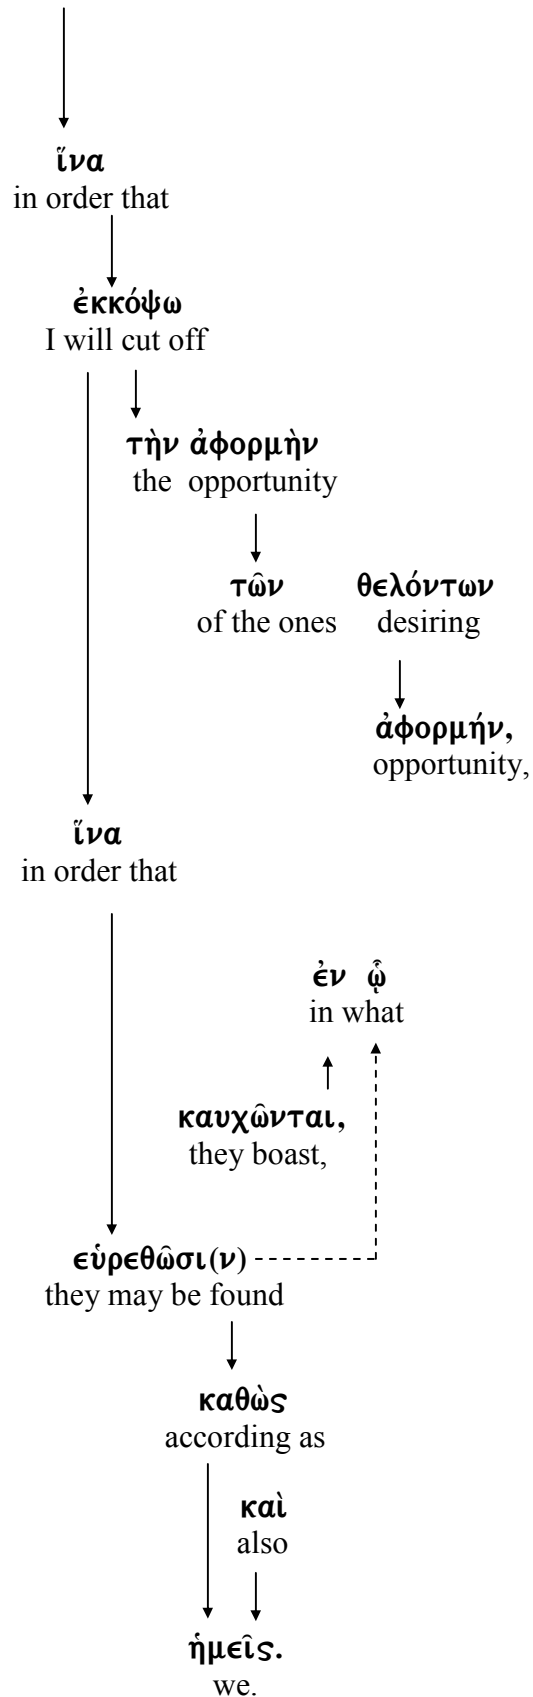 ἵνα
in order that
ἐκκόψω
I will cut off
τὴν ἀφορμὴν
the opportunity
τῶν θελόντων
of the ones desiring
ἀφορμήν,
opportunity,
ἵνα
in order that
ἐν ᾧ
in what
καυχῶνται,
they boast,
εὑρεθῶσι(ν)
they may be found
καθὼς
according as
καὶ
also
ἡμεῖς.
we.